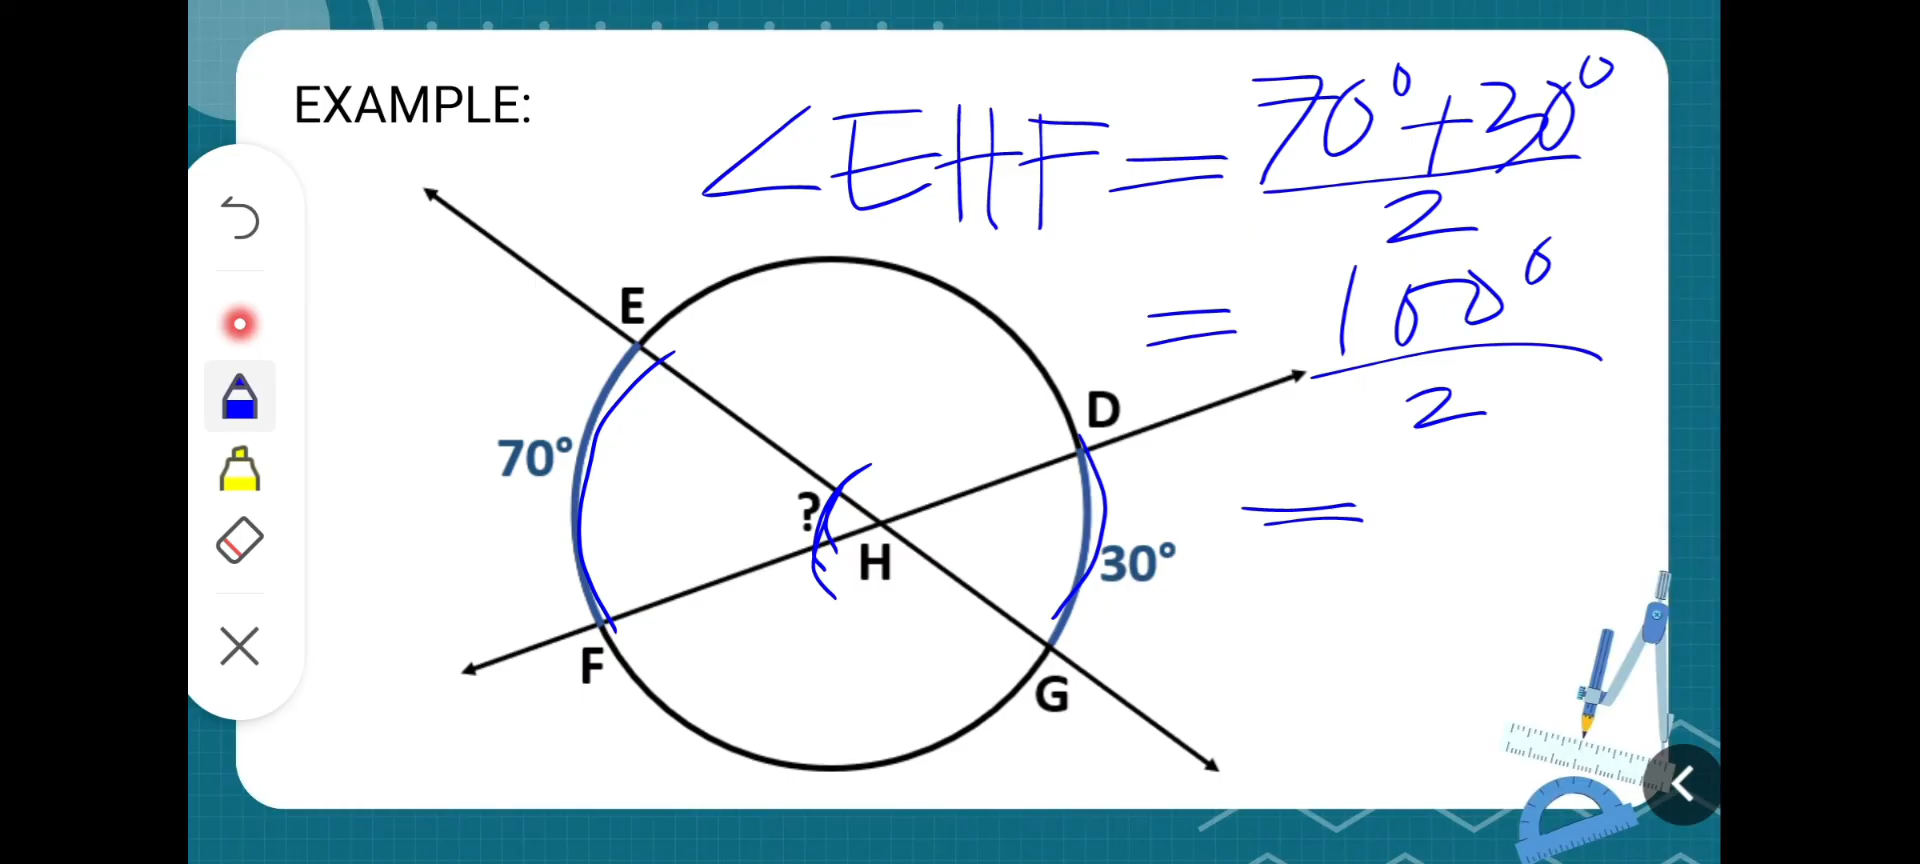 EXAMPLE:
∠EHF = 70° + 30°
2
= 100°
2
=
E
D
70°
?
H
30°
F
G